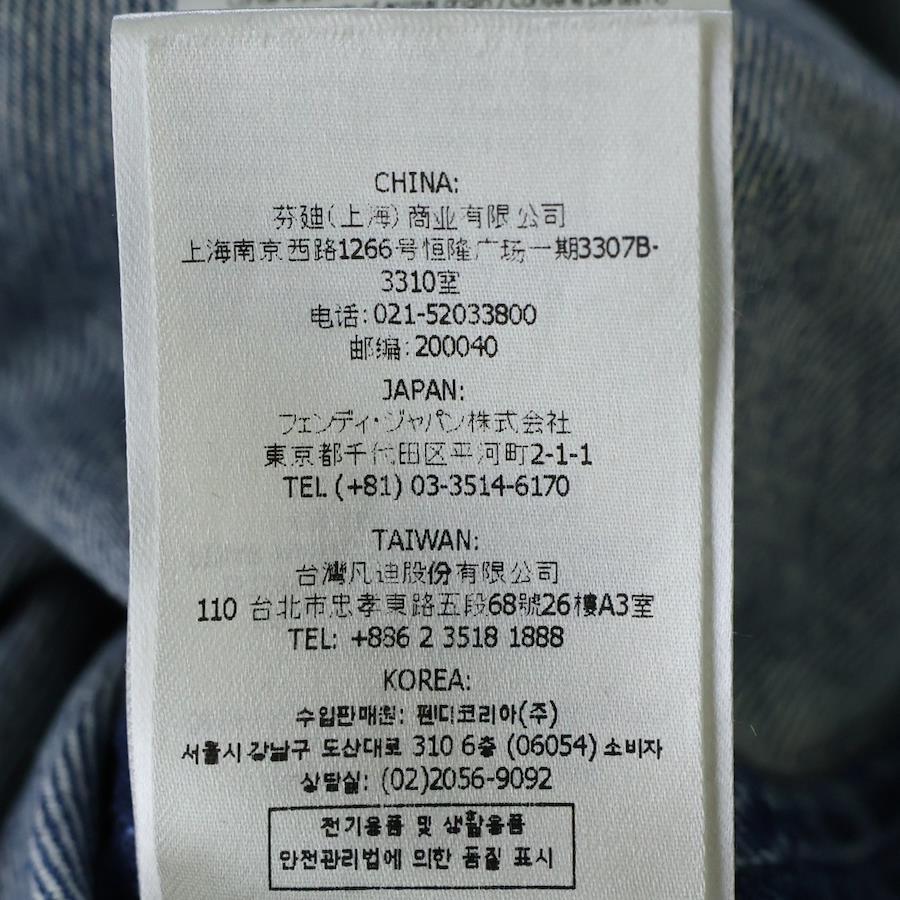 CHINA:
芬廸(上海)商业有限公司
上海南京西路1266号恒隆广场一期3307B-
3310室
电话:021-52033800
邮编:200040
JAPAN:
フェンディ・ジャパン株式会社
東京都千代田区平河町2-1-1
TEL (+81) 03-3514-6170
TAIWAN:
台灣凡迪股份有限公司
110 台北市忠孝東路五段68號26樓A3室
TEL: +886 2 3518 1888
KOREA:
수입판매원: 펜디코리아(주)
서울시 강남구 도산대로 310 6층 (06054) 소비자
상담실: (02)2056-9092
전기용품 및 생활용품
안전관리법에 의한 품질 표시